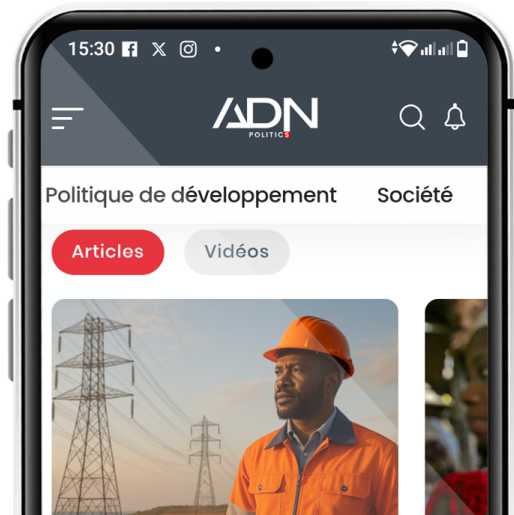 15:30
ADN
POLITICS
Politique de développement Société
Articles Vidéos